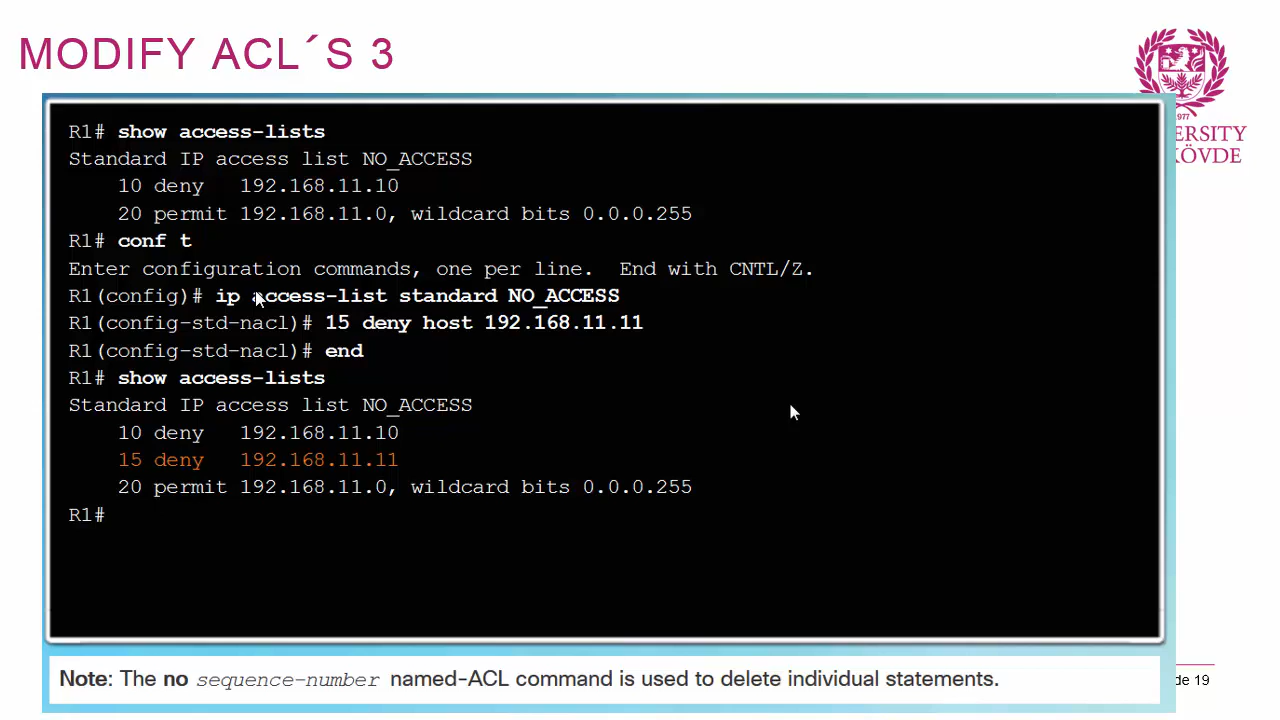 MODIFY ACL´S 3
1977
ERSITY
KÖVDE
R1# show access-lists
Standard IP access list NO_ACCESS
10 deny 192.168.11.10
20 permit 192.168.11.0, wildcard bits 0.0.0.255
R1# conf t
Enter configuration commands, one per line. End with CNTL/Z.
R1(config)# ip access-list standard NO_ACCESS
R1(config-std-nacl)# 15 deny host 192.168.11.11
R1(config-std-nacl)# end
R1# show access-lists
Standard IP access list NO_ACCESS
10 deny 192.168.11.10
15 deny 192.168.11.11
20 permit 192.168.11.0, wildcard bits 0.0.0.255
R1#
Note: The no sequence-number named-ACL command is used to delete individual statements.
de 19